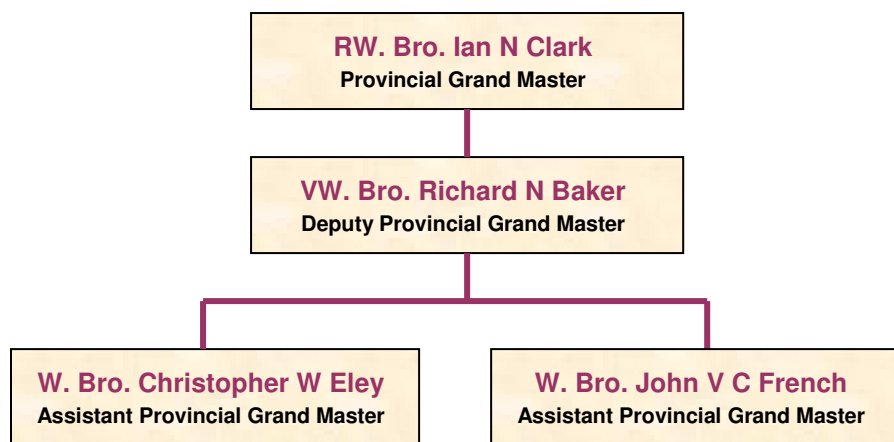 RW. Bro. Ian N Clark
Provincial Grand Master
VW. Bro. Richard N Baker
Deputy Provincial Grand Master
W. Bro. Christopher W Eley
Assistant Provincial Grand Master
W. Bro. John V C French
Assistant Provincial Grand Master